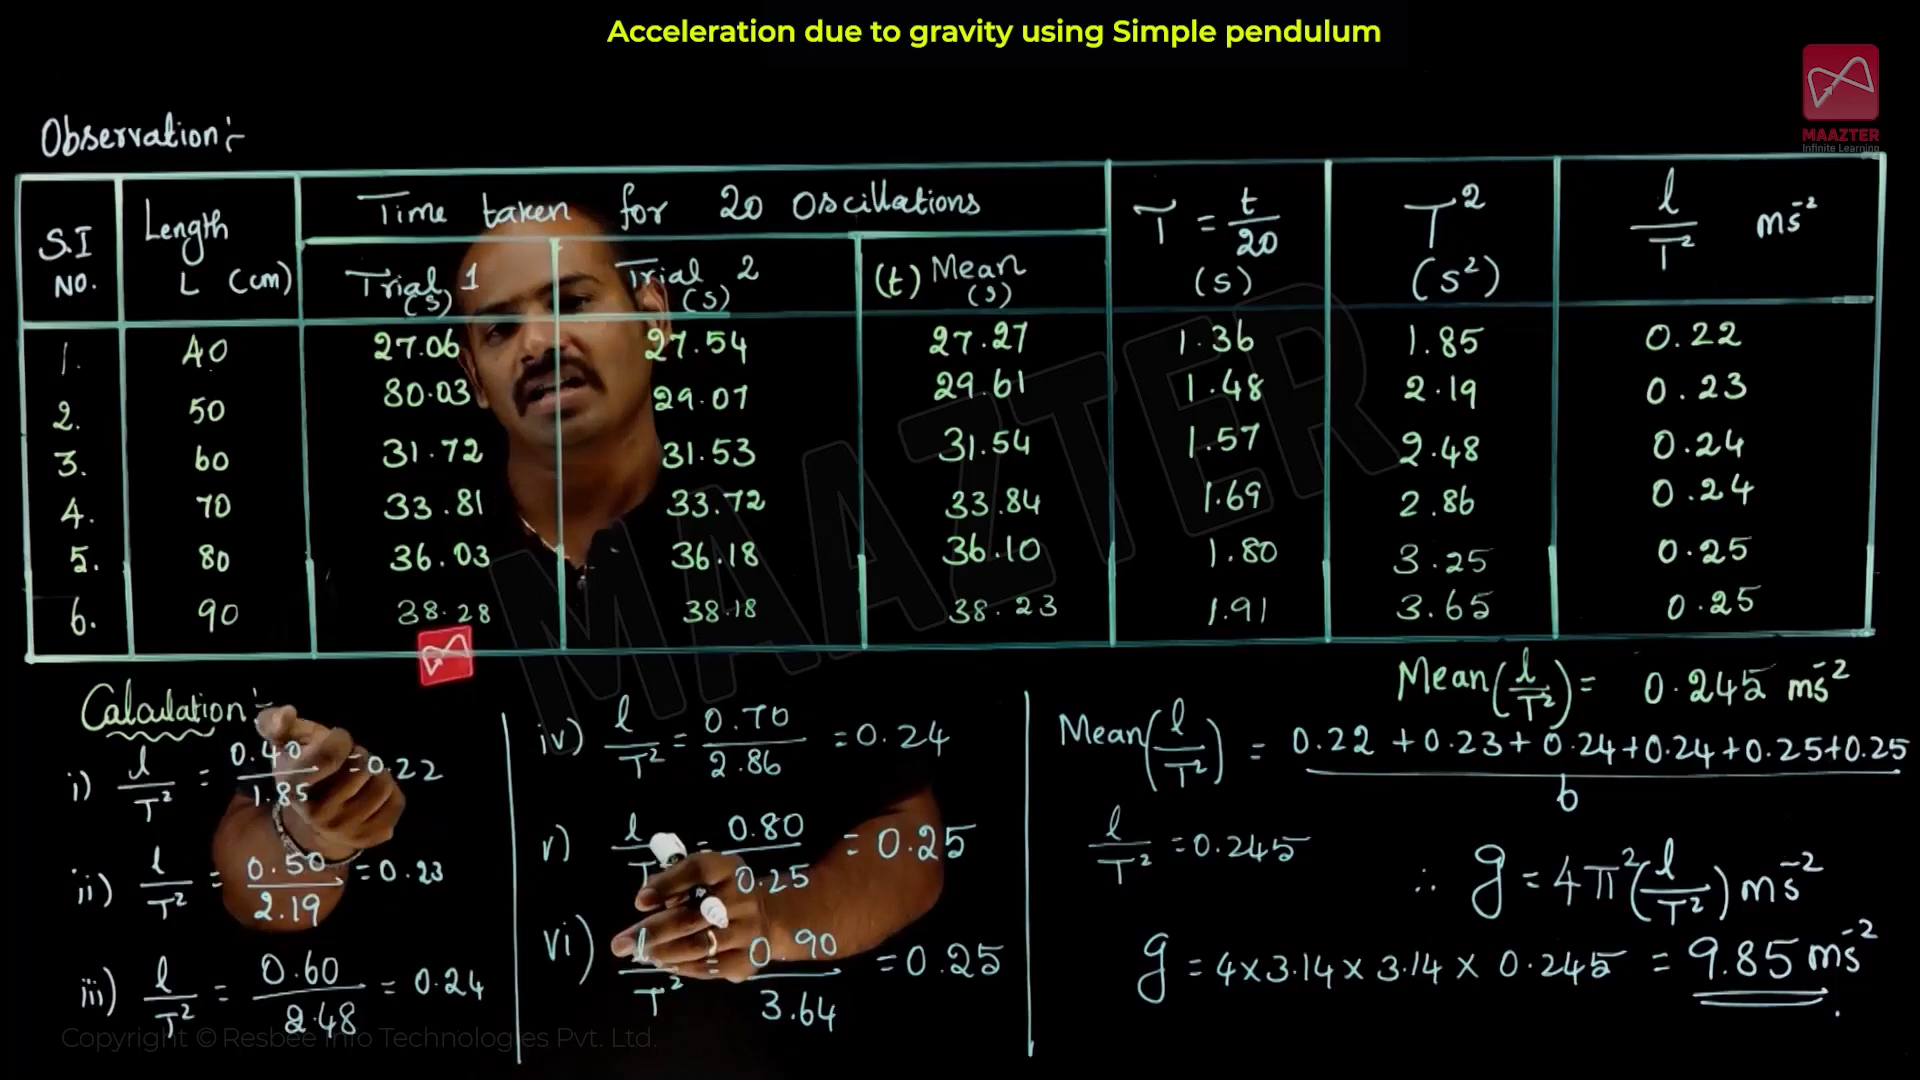 Acceleration due to gravity using Simple pendulum
MAAZTER
Infinite Learning
Observation:-
S.I NO. | Length L (cm) | Time taken for 20 Oscillations | T = t/20 (s) | T² (s²) | l/T² ms⁻²
Trial 1 (s) | Trial 2 (s) | (t) Mean (s)
1. | 40 | 27.06 | 27.54 | 27.27 | 1.36 | 1.85 | 0.22
2. | 50 | 80.03 | 29.07 | 29.61 | 1.48 | 2.19 | 0.23
3. | 60 | 31.72 | 31.53 | 31.54 | 1.57 | 2.48 | 0.24
4. | 70 | 33.81 | 33.72 | 33.84 | 1.69 | 2.86 | 0.24
5. | 80 | 36.03 | 36.18 | 36.10 | 1.80 | 3.25 | 0.25
6. | 90 | 38.28 | 38.18 | 38.23 | 1.91 | 3.65 | 0.25
MAAZTER
Mean (l/T²) = 0.245 ms⁻²
Calculation:-
i) l/T² = 0.40/1.85 = 0.22
ii) l/T² = 0.50/2.19 = 0.23
iii) l/T² = 0.60/2.48 = 0.24
iv) l/T² = 0.70/2.86 = 0.24
v) l/T² = 0.80/0.25 = 0.25
vi) l/T² = 0.90/3.64 = 0.25
Mean (l/T²) = 0.22 + 0.23 + 0.24 + 0.24 + 0.25 + 0.25 / 6
l/T² = 0.245
∴ g = 4π² (l/T²) ms⁻²
g = 4 × 3.14 × 3.14 × 0.245 = 9.85 ms⁻².
Copyright © Resbee Info Technologies Pvt. Ltd.